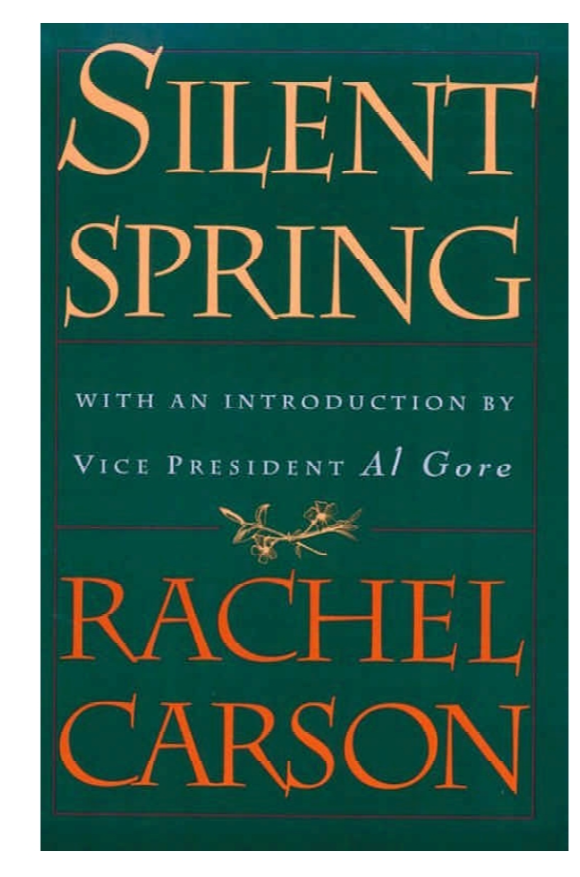 SILENT
SPRING
WITH AN INTRODUCTION BY
VICE PRESIDENT Al Gore
RACHEL
CARSON